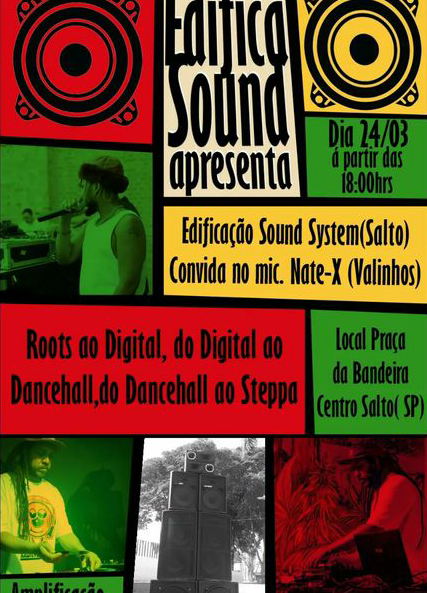 Edifica
Sound
apresenta
Dia 24/03
á partir das
18:00hrs
Edificação Sound System(Salto)
Convida no mic. Nate-X (Valinhos)
Roots ao Digital, do Digital ao
Dancehall,do Dancehall ao Steppa
Local Praça
da Bandeira
Centro Salto( SP)
Amplificação